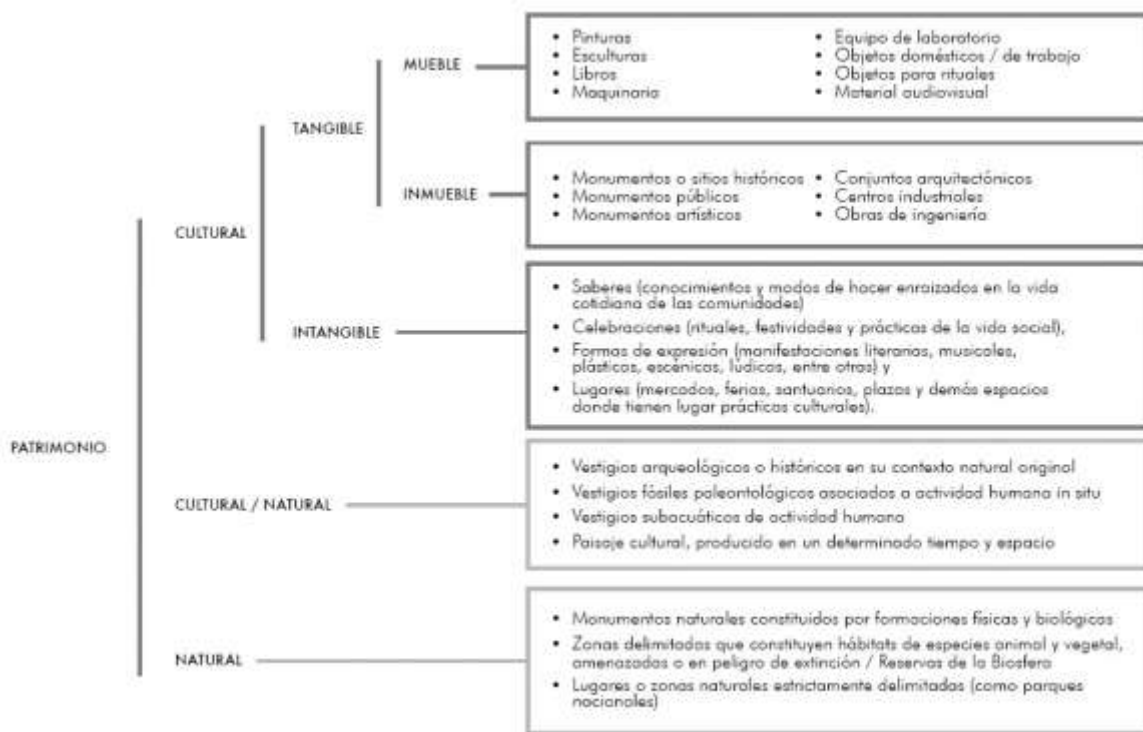 PATRIMONIO
CULTURAL
TANGIBLE
MUEBLE
• Pinturas
• Esculturas
• Libros
• Maquinaria
• Equipo de laboratorio
• Objetos domésticos / de trabajo
• Objetos para rituales
• Material audiovisual
INMUEBLE
• Monumentos o sitios históricos
• Monumentos públicos
• Monumentos artísticos
• Conjuntos arquitectónicos
• Centros industriales
• Obras de ingeniería
INTANGIBLE
• Saberes (conocimientos y modos de hacer enraizados en la vida
cotidiana de las comunidades)
• Celebraciones (rituales, festividades y prácticas de la vida social),
• Formas de expresión (manifestaciones literarias, musicales,
plásticas, escénicas, lúdicas, entre otras) y
• Lugares (mercados, ferias, santuarios, plazas y demás espacios
donde tienen lugar prácticas culturales).
CULTURAL / NATURAL
• Vestigios arqueológicos o históricos en su contexto natural original
• Vestigios fósiles paleontológicos asociados a actividad humana in situ
• Vestigios subacuáticos de actividad humana
• Paisaje cultural, producido en un determinado tiempo y espacio
NATURAL
• Monumentos naturales constituidos por formaciones físicas y biológicas
• Zonas delimitadas que constituyen hábitats de especies animal y vegetal,
amenazadas o en peligro de extinción / Reservas de la Biosfera
• Lugares o zonas naturales estrictamente delimitadas (como parques
nacionales)